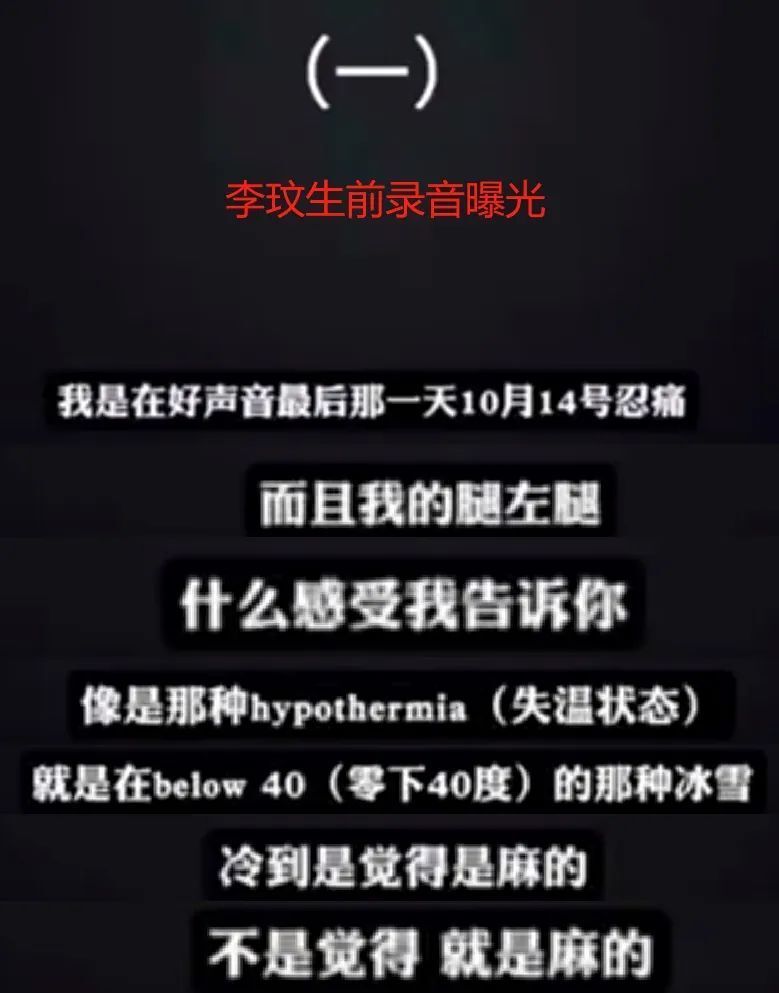 （一）
李玟生前录音曝光
我是在好声音最后那一天10月14号忍痛
而且我的腿左腿
什么感受我告诉你
像是那种hypothermia（失温状态）
就是在below 40（零下40度）的那种冰雪
冷到是觉得是麻的
不是觉得 就是麻的